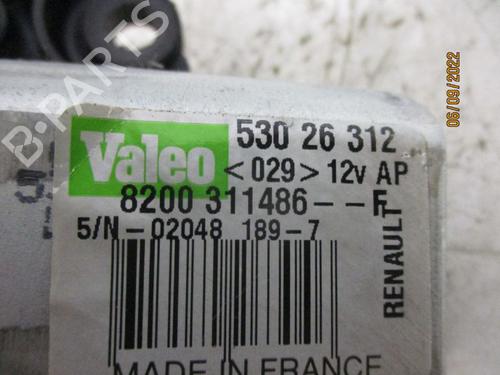 B-PARTS
06/09/2022
Valeo
530 26 312
<029> 12v AP
8200 311486--F
S/N-02048 189-7
RENAULT
MADE IN FRANCE